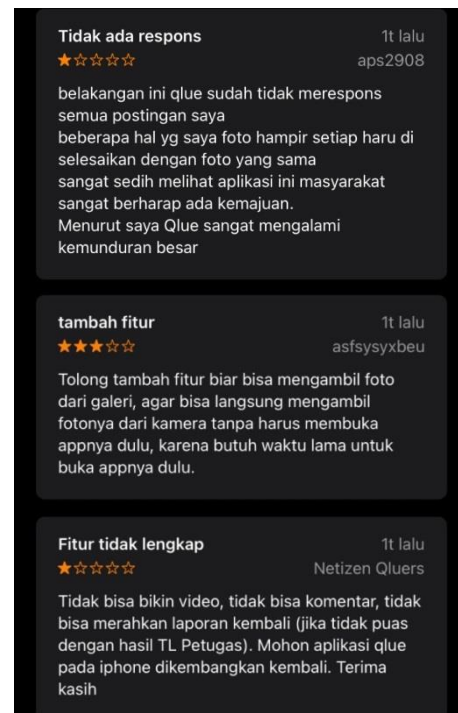 Tidak ada respons
1t lalu
★☆☆☆☆
aps2908
belakangan ini qlue sudah tidak merespons
semua postingan saya
beberapa hal yg saya foto hampir setiap haru di
selesaikan dengan foto yang sama
sangat sedih melihat aplikasi ini masyarakat
sangat berharap ada kemajuan.
Menurut saya Qlue sangat mengalami
kemunduran besar
tambah fitur
1t lalu
★★★☆☆
asfsysyxbeu
Tolong tambah fitur biar bisa mengambil foto
dari galeri, agar bisa langsung mengambil
fotonya dari kamera tanpa harus membuka
appnya dulu, karena butuh waktu lama untuk
buka appnya dulu.
Fitur tidak lengkap
1t lalu
★☆☆☆☆
Netizen Qluers
Tidak bisa bikin video, tidak bisa komentar, tidak
bisa merahkan laporan kembali (jika tidak puas
dengan hasil TL Petugas). Mohon aplikasi qlue
pada iphone dikembangkan kembali. Terima
kasih